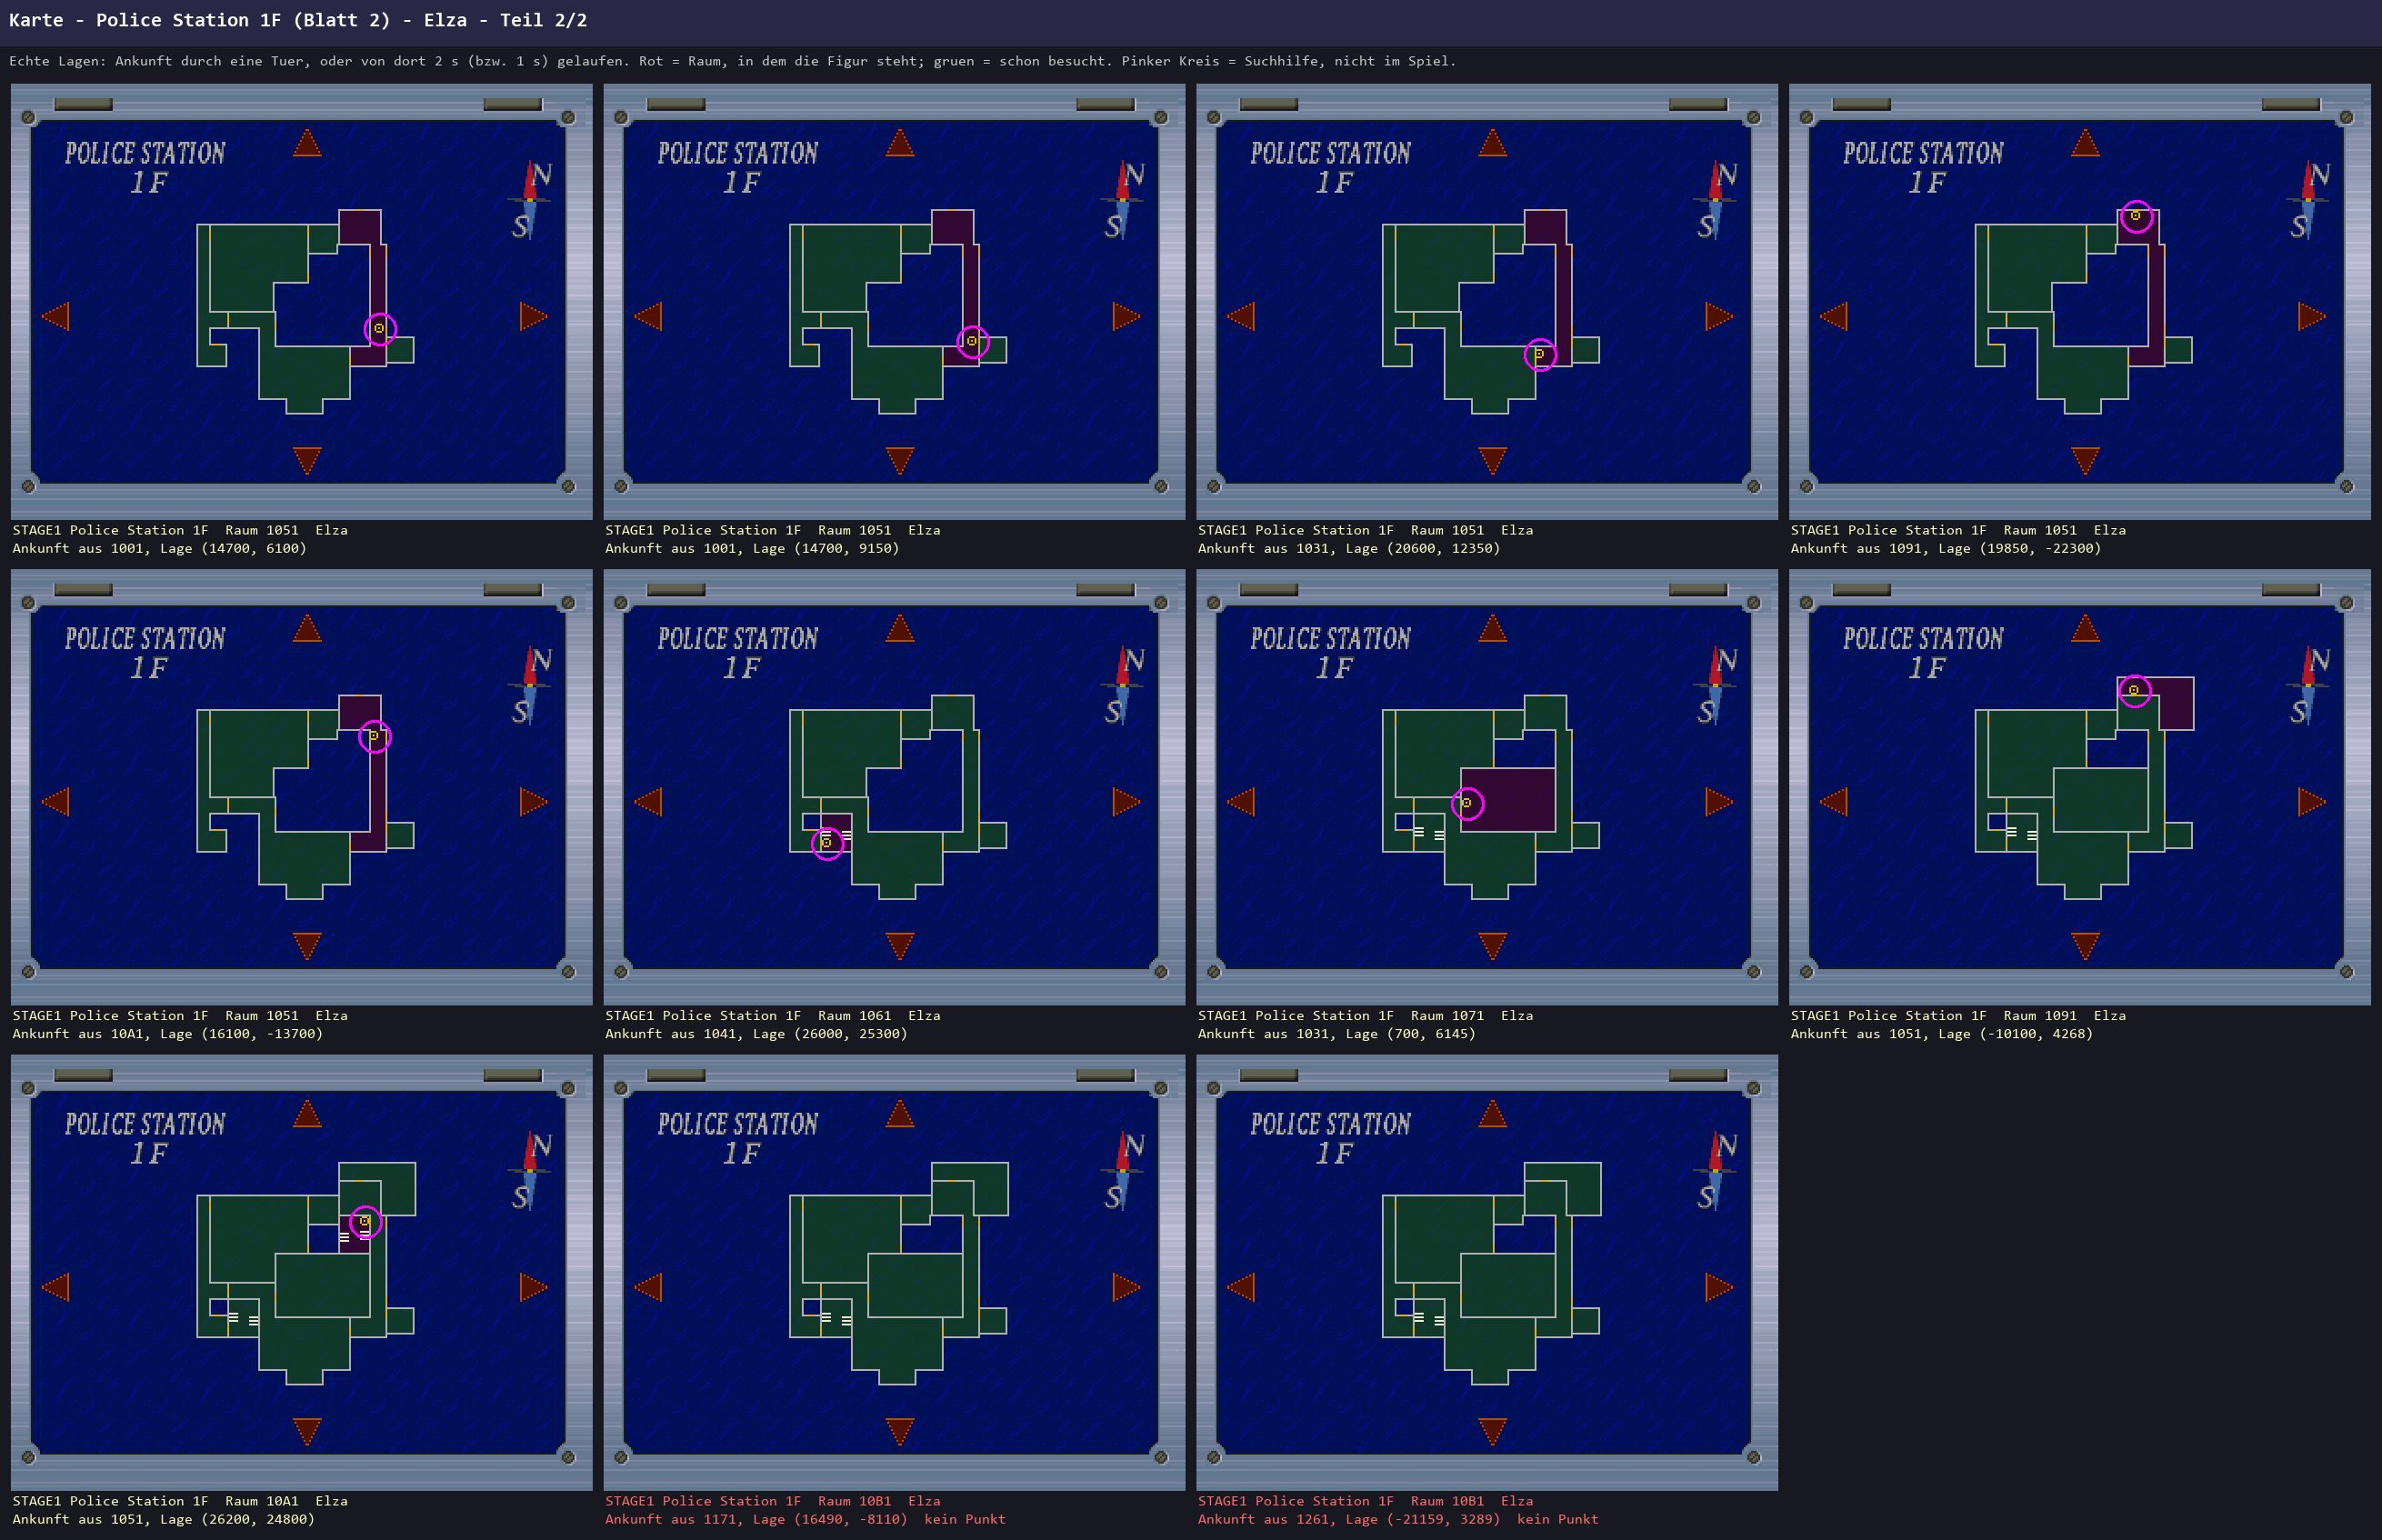 Karte - Police Station 1F (Blatt 2) - Elza - Teil 2/2
Echte Lagen: Ankunft durch eine Tuer, oder von dort 2 s (bzw. 1 s) gelaufen. Rot = Raum, in dem die Figur steht; gruen = schon besucht. Pinker Kreis = Suchhilfe, nicht im Spiel.
POLICE STATION
1F
N
S
STAGE1 Police Station 1F Raum 1051 Elza
Ankunft aus 1001, Lage (14700, 6100)
POLICE STATION
1F
N
S
STAGE1 Police Station 1F Raum 1051 Elza
Ankunft aus 1001, Lage (14700, 9150)
POLICE STATION
1F
N
S
STAGE1 Police Station 1F Raum 1051 Elza
Ankunft aus 1031, Lage (20600, 12350)
POLICE STATION
1F
N
S
STAGE1 Police Station 1F Raum 1051 Elza
Ankunft aus 1091, Lage (19850, -22300)
POLICE STATION
1F
N
S
STAGE1 Police Station 1F Raum 1051 Elza
Ankunft aus 10A1, Lage (16100, -13700)
POLICE STATION
1F
N
S
STAGE1 Police Station 1F Raum 1061 Elza
Ankunft aus 1041, Lage (26000, 25300)
POLICE STATION
1F
N
S
STAGE1 Police Station 1F Raum 1071 Elza
Ankunft aus 1031, Lage (700, 6145)
POLICE STATION
1F
N
S
STAGE1 Police Station 1F Raum 1091 Elza
Ankunft aus 1051, Lage (-10100, 4268)
POLICE STATION
1F
N
S
STAGE1 Police Station 1F Raum 10A1 Elza
Ankunft aus 1051, Lage (26200, 24800)
POLICE STATION
1F
N
S
STAGE1 Police Station 1F Raum 10B1 Elza
Ankunft aus 1171, Lage (16490, -8110) kein Punkt
POLICE STATION
1F
N
S
STAGE1 Police Station 1F Raum 10B1 Elza
Ankunft aus 1261, Lage (-21159, 3289) kein Punkt